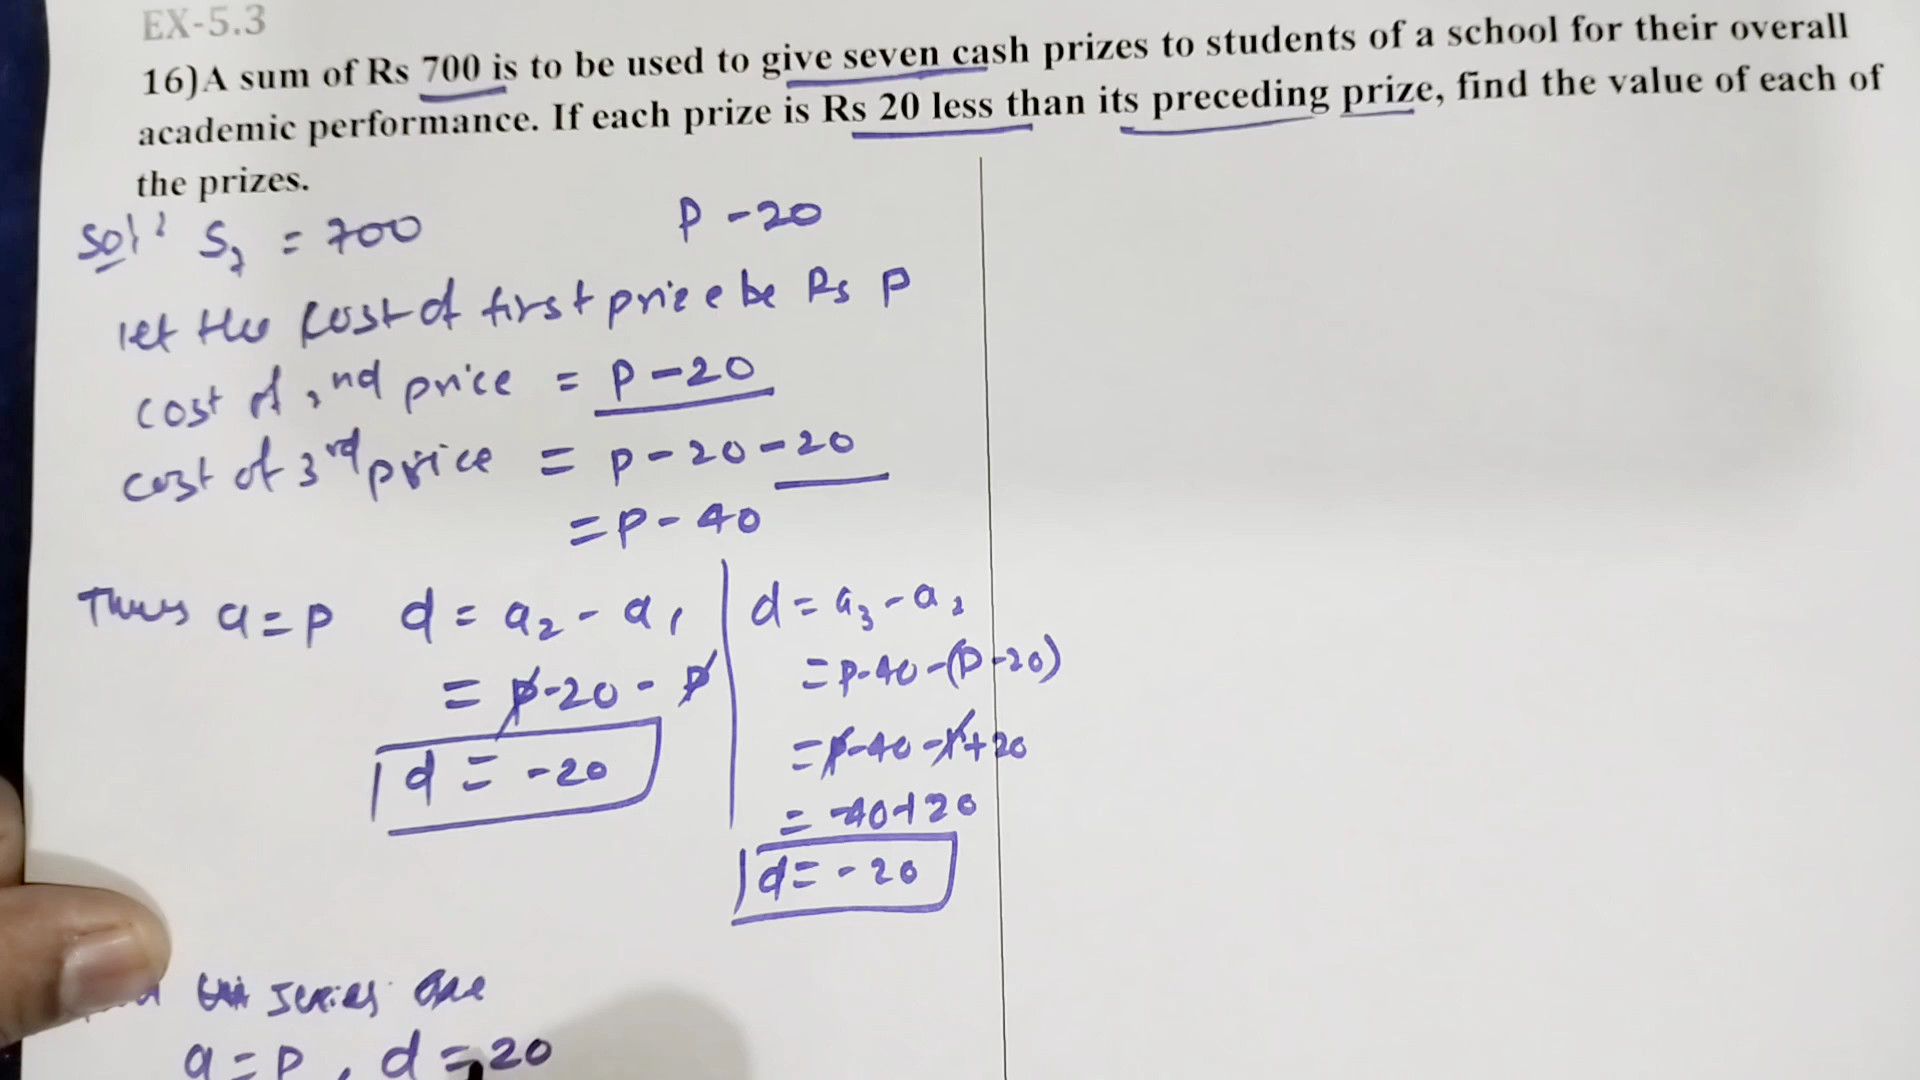 EX-5.3
16)A sum of Rs 700 is to be used to give seven cash prizes to students of a school for their overall
academic performance. If each prize is Rs 20 less than its preceding prize, find the value of each of
the prizes.
Sol: S₇ = 700
P - 20
let the cost of first prize be Rs P
cost of 2nd price = P - 20
cost of 3rd price = P - 20 - 20
= P - 40
Thus a = P d = a₂ - a₁
= P - 20 - P
d = -20
d = a₃ - a₂
= P - 40 - (P - 20)
= P - 40 - P + 20
= -40 + 20
d = -20
series are
a = P , d = 20